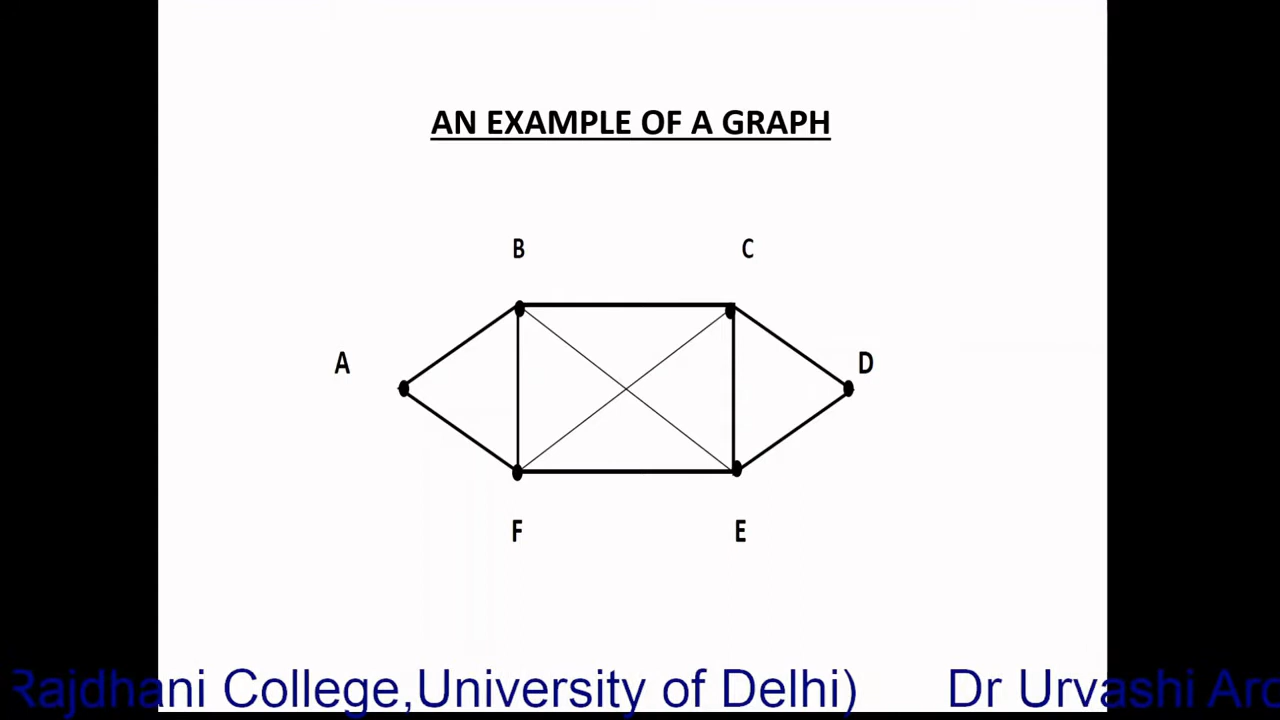 AN EXAMPLE OF A GRAPH
B C
A D
F E
Rajdhani College,University of Delhi) Dr Urvashi